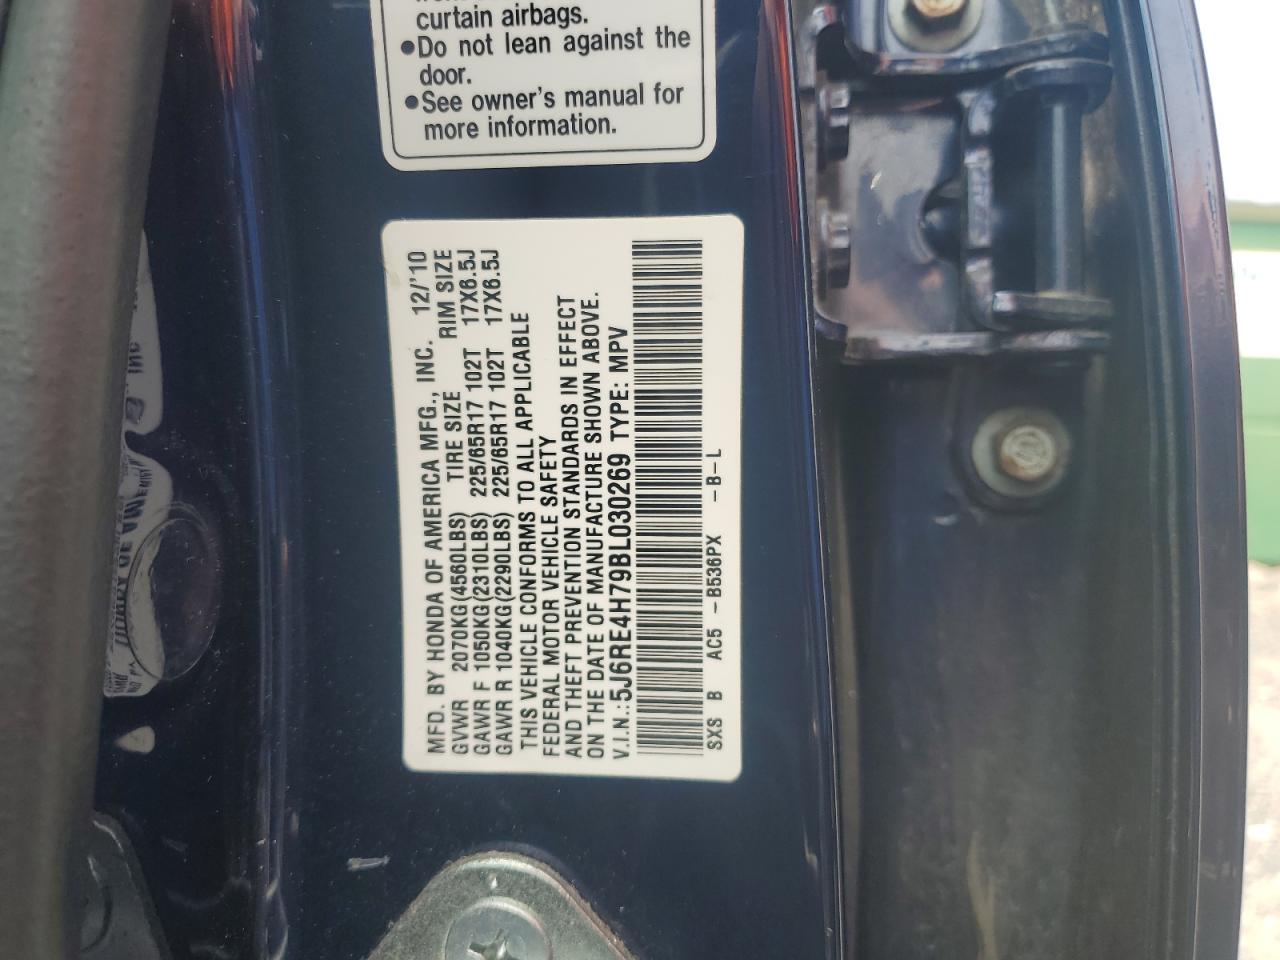 curtain airbags.
●Do not lean against the
door.
●See owner's manual for
more information.
MFD. BY HONDA OF AMERICA MFG., INC. 12/'10
GVWR 2070KG(4560LBS) TIRE SIZE RIM SIZE
GAWR F 1050KG(2310LBS) 225/65R17 102T 17X6.5J
GAWR R 1040KG(2290LBS) 225/65R17 102T 17X6.5J
THIS VEHICLE CONFORMS TO ALL APPLICABLE
FEDERAL MOTOR VEHICLE SAFETY
AND THEFT PREVENTION STANDARDS IN EFFECT
ON THE DATE OF MANUFACTURE SHOWN ABOVE.
V.I.N.:5J6RE4H79BL030269 TYPE: MPV
SXS B AC5 -B536PX -B-L